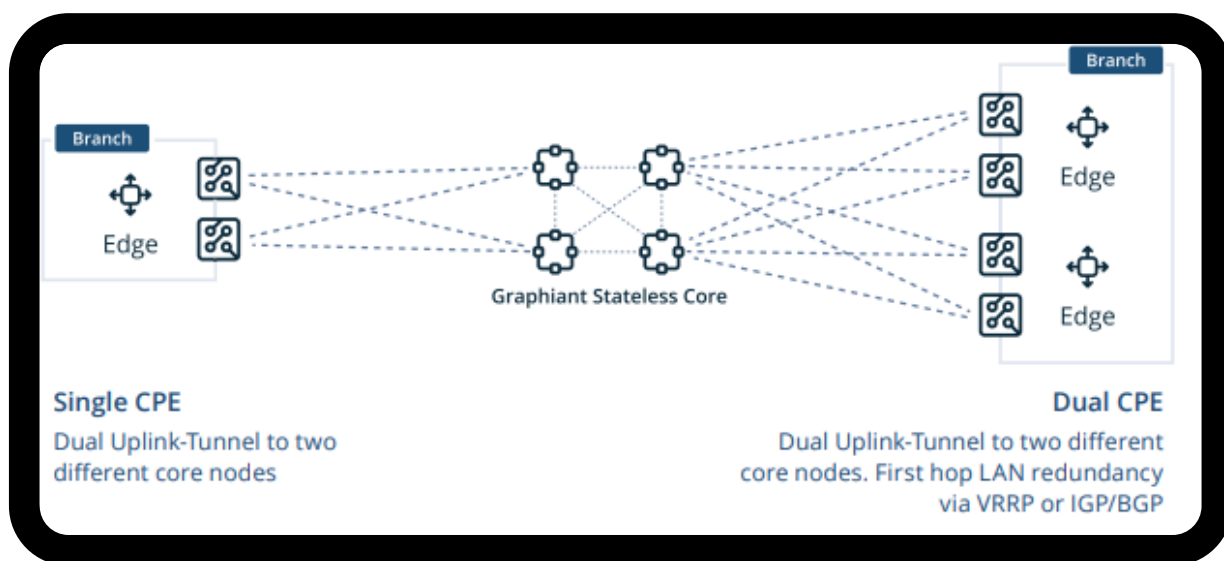 Branch
Edge
Graphiant Stateless Core
Branch
Edge
Edge
Single CPE
Dual Uplink-Tunnel to two
different core nodes
Dual CPE
Dual Uplink-Tunnel to two different
core nodes. First hop LAN redundancy
via VRRP or IGP/BGP